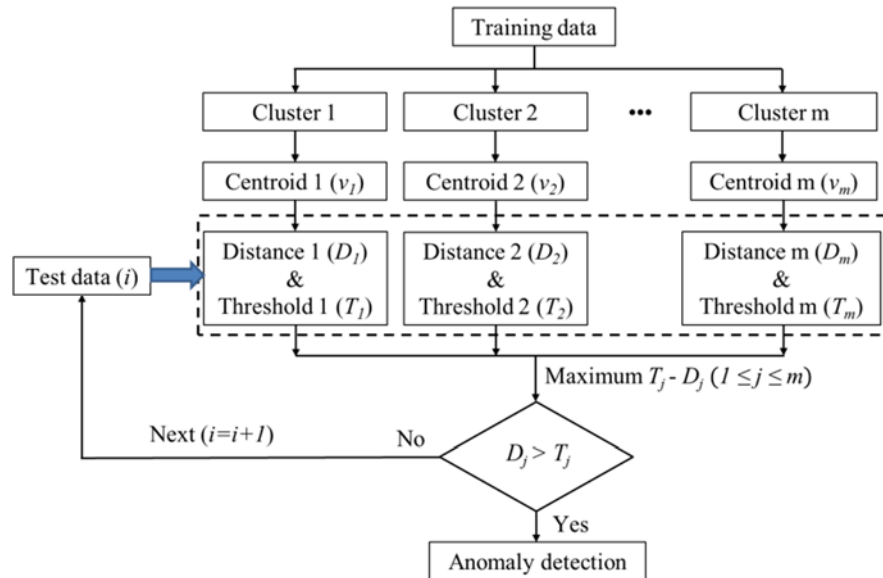 Training data
Cluster 1
Cluster 2
•••
Cluster m
Centroid 1 (v₁)
Centroid 2 (v₂)
Centroid m (vₘ)
Test data (i)
Distance 1 (D₁)
&
Threshold 1 (T₁)
Distance 2 (D₂)
&
Threshold 2 (T₂)
Distance m (Dₘ)
&
Threshold m (Tₘ)
Maximum Tⱼ - Dⱼ (1 ≤ j ≤ m)
Next (i=i+1)
No
Dⱼ > Tⱼ
Yes
Anomaly detection